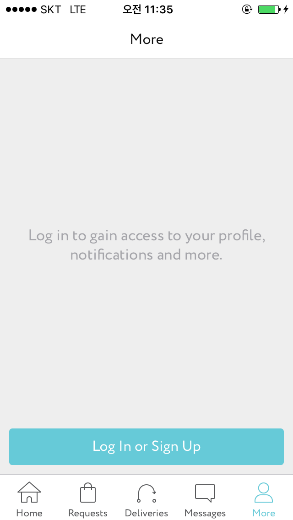 SKT LTE 오전 11:35
More
Log in to gain access to your profile,
notifications and more.
Log In or Sign Up
Home Requests Deliveries Messages More